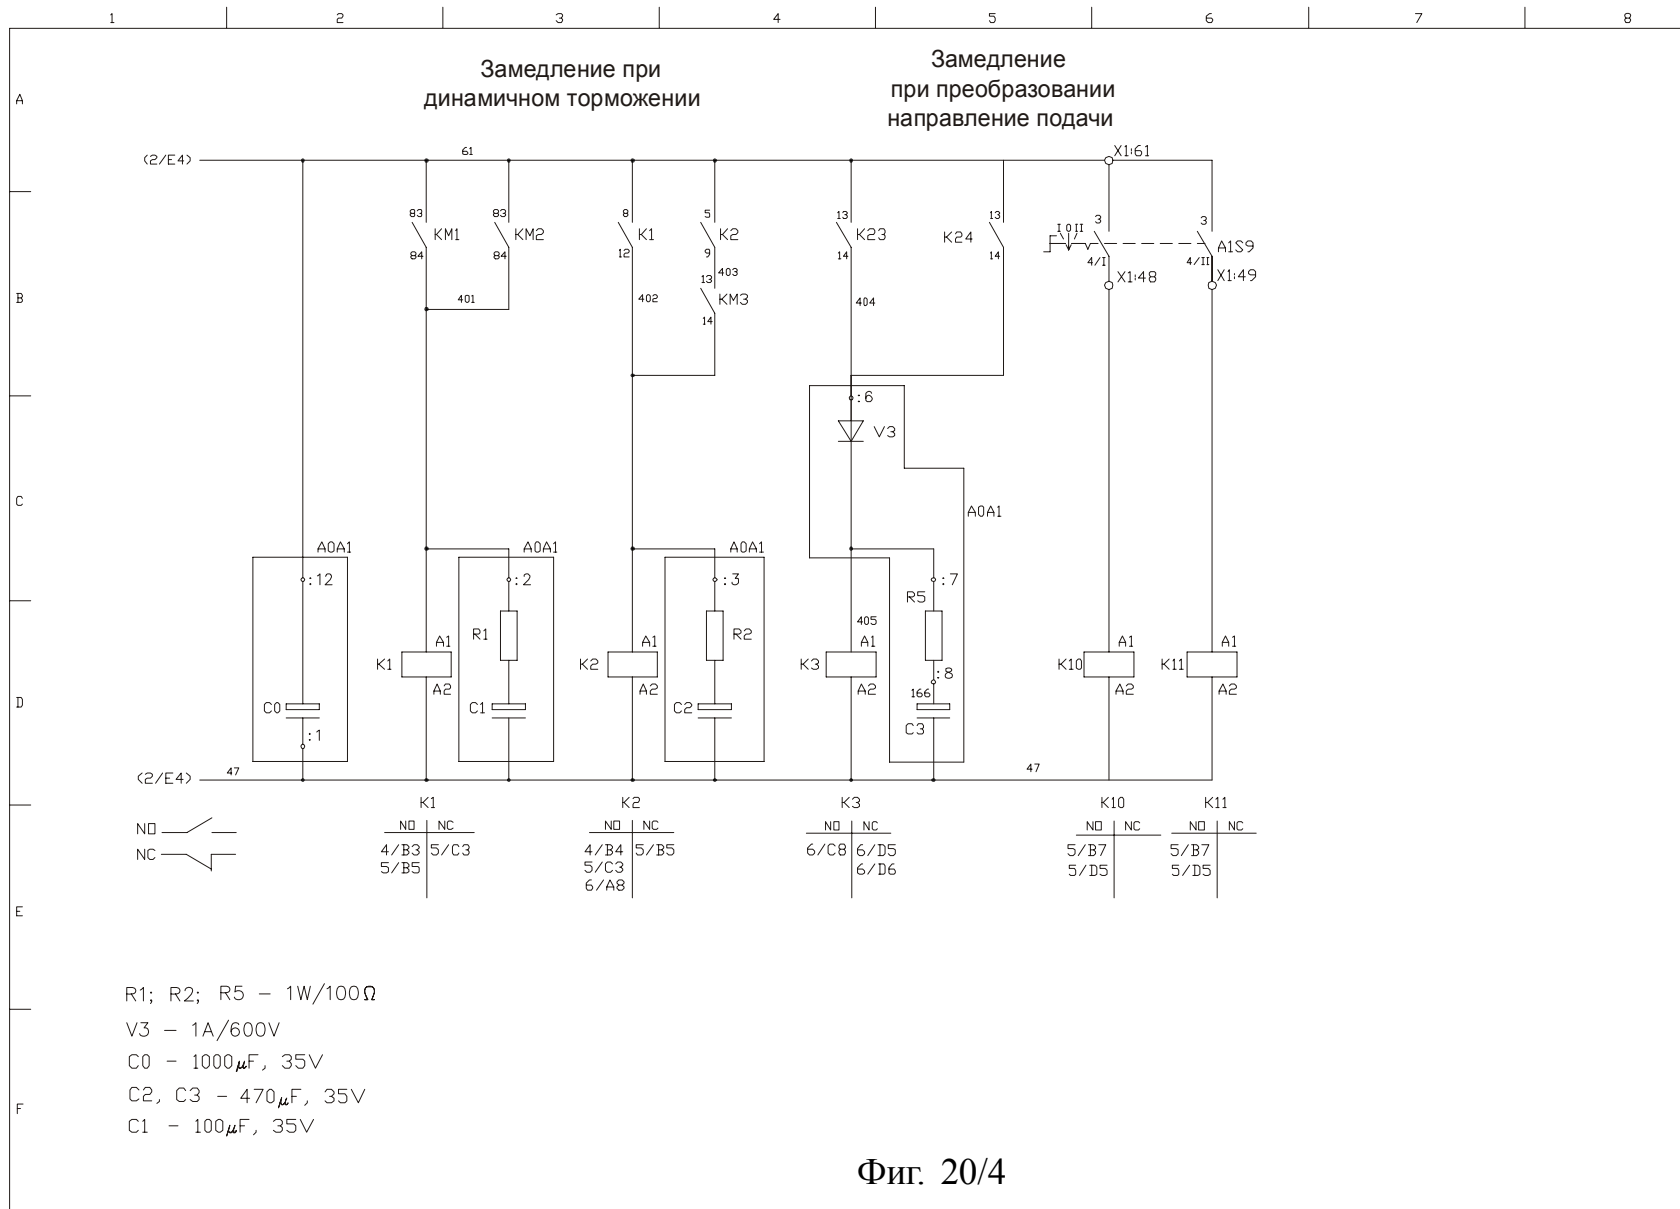 1 2 3 4 5 6 7 8
Замедление при
динамичном торможении
Замедление
при преобразовании
направление подачи
A
(2/E4) 61 X1:61
83 83 8 5 13 13 3 3
KM1 KM2 K1 K2 K23 K24 I 0 II A1S9
84 84 12 9 14 14 4/I 4/II
403
13
X1:48 X1:49
B
401 402 KM3 404
14
:6
V3
C
A0A1
A0A1 A0A1 A0A1
:12 :2 :3 :7
R5
405
R1 A1 A1 R2 A1 A1 A1
K1 K2 K3 K10 K11
A2 A2 A2 :8 A2 A2
D
166
C0 C1 C2 C3
:1
(2/E4) 47 47
K1 K2 K3 K10 K11
NO NO NC NO NC NO NC NO NC NO NC
NC 4/B3 5/C3 4/B4 5/B5 6/C8 6/D5 5/B7 5/B7
5/B5 5/C3 6/D6 5/D5 5/D5
6/A8
E
R1; R2; R5 - 1W/100Ω
V3 - 1A/600V
C0 - 1000μF, 35V
C2, C3 - 470μF, 35V
F
C1 - 100μF, 35V
Фиг. 20/4